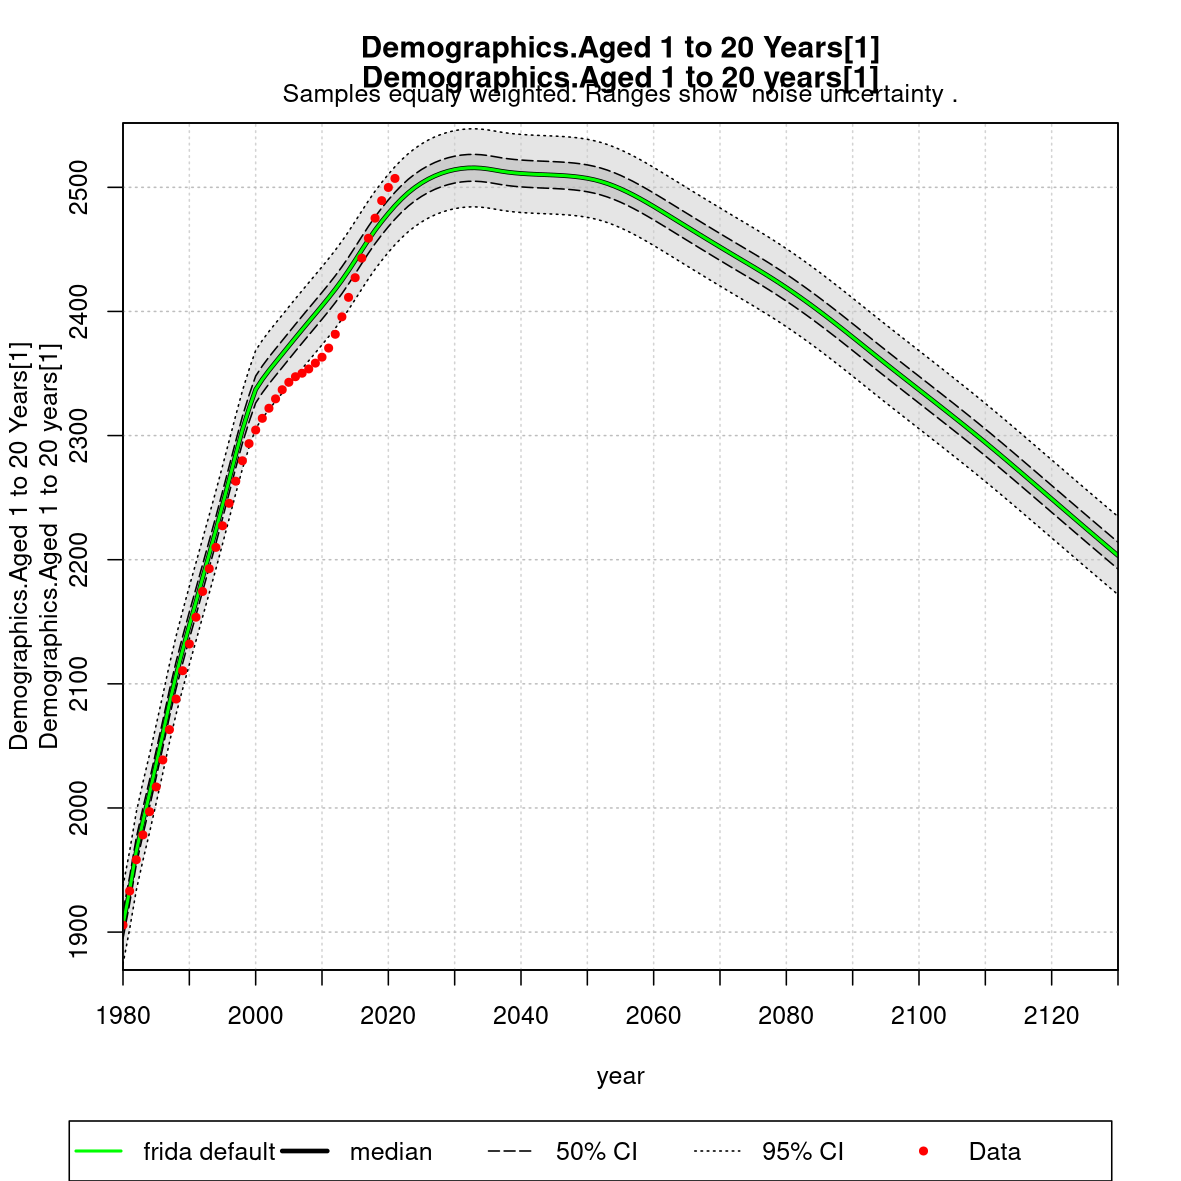 Demographics.Aged 1 to 20 Years[1]
Demographics.Aged 1 to 20 years[1]
Samples equaly weighted. Ranges show  noise uncertainty .
Demographics.Aged 1 to 20 Years[1]
Demographics.Aged 1 to 20 years[1]
2500
2400
2300
2200
2100
2000
1900
1980 2000 2020 2040 2060 2080 2100 2120
year
frida default median 50% CI 95% CI Data